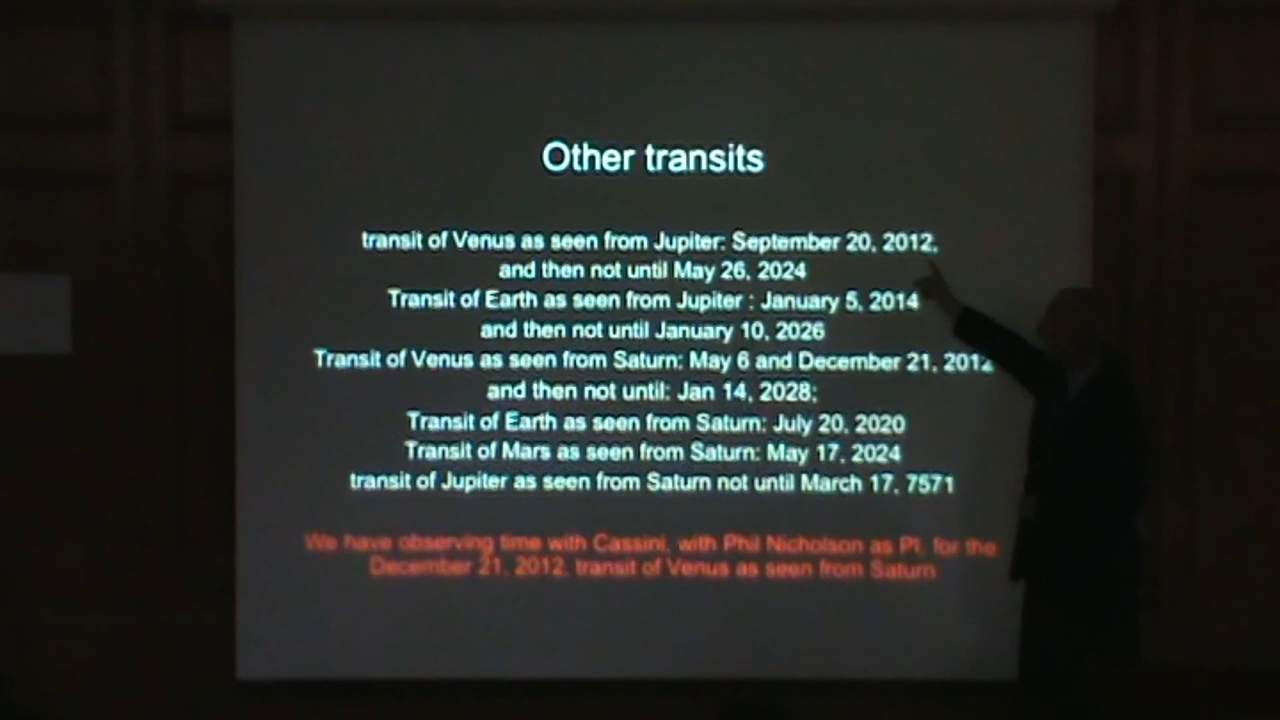 Other transits
transit of Venus as seen from Jupiter: September 20, 2012,
and then not until May 26, 2024
Transit of Earth as seen from Jupiter : January 5, 2014
and then not until January 10, 2026
Transit of Venus as seen from Saturn: May 6 and December 21, 2012
and then not until: Jan 14, 2028;
Transit of Earth as seen from Saturn: July 20, 2020
Transit of Mars as seen from Saturn: May 17, 2024
transit of Jupiter as seen from Saturn not until March 17, 7571
We have observing time with Cassini, with Phil Nicholson as PI, for the
December 21, 2012, transit of Venus as seen from Saturn